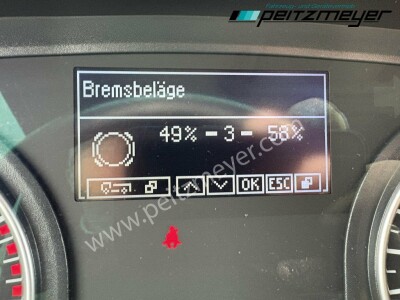 peitzmeyer
Bremsbeläge
49% - 3 - 58%
OK ESC
www.peitzmeyer.com